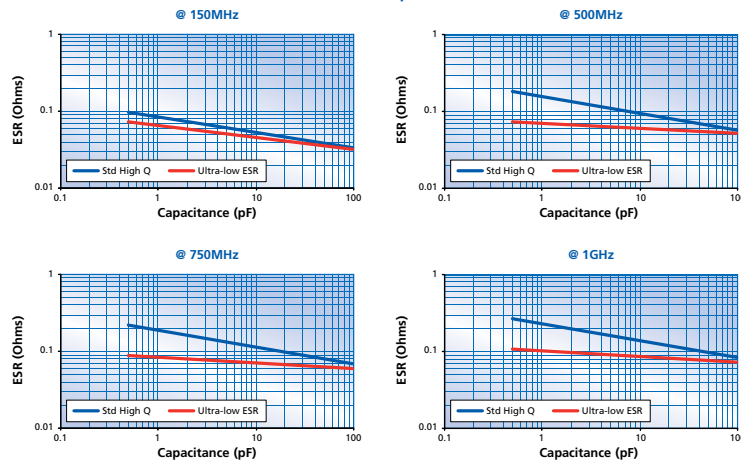 @ 150MHz
ESR (Ohms)
1
0.1
0.01
Std High Q
Ultra-low ESR
0.1
1
10
100
Capacitance (pF)
@ 500MHz
ESR (Ohms)
1
0.1
0.01
Std High Q
Ultra-low ESR
0.1
1
10
Capacitance (pF)
@ 750MHz
ESR (Ohms)
1
0.1
0.01
Std High Q
Ultra-low ESR
0.1
1
10
100
Capacitance (pF)
@ 1GHz
ESR (Ohms)
1
0.1
0.01
Std High Q
Ultra-low ESR
0.1
1
10
Capacitance (pF)